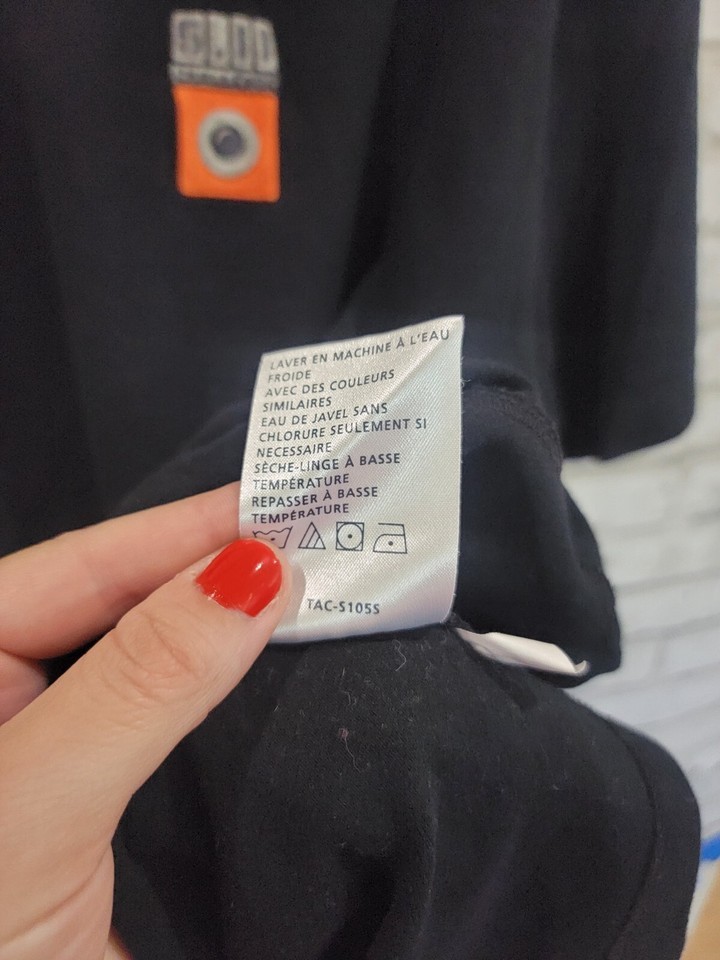 LAVER EN MACHINE À L'EAU
FROIDE
AVEC DES COULEURS
SIMILAIRES
EAU DE JAVEL SANS
CHLORURE SEULEMENT SI
NECESSAIRE
SÈCHE-LINGE À BASSE
TEMPÉRATURE
REPASSER À BASSE
TEMPÉRATURE
TAC-S105S